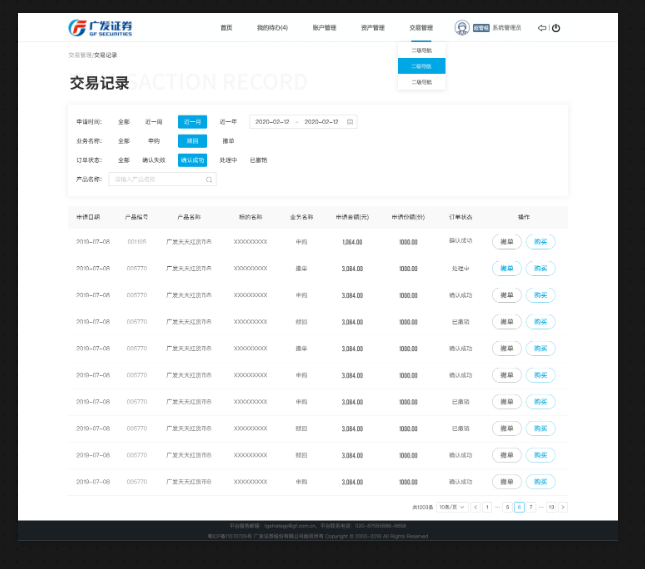 广发证券
GF SECURITIES
首页 我的待办(4) 账户管理 资产管理 交易管理 系统管理员
二级导航
二级导航
二级导航
交易管理/交易记录
交易记录
申请时间: 全部 近一周 近一月 近一年 2020-02-12 - 2020-02-12
业务名称: 全部 申购 赎回 撤单
订单状态: 全部 确认失败 确认成功 处理中 已撤销
产品名称: 请输入产品名称
申请日期 产品编号 产品名称 标的名称 业务名称 申请金额(元) 申请份额(份) 订单状态 操作
2019-07-08 001105 广发天天红货币B XXXXXXXXXX 申购 1,084.00 1000.00 确认成功 撤单 购买
2019-07-08 005770 广发天天红货币B XXXXXXXXXX 撤单 3,084.00 1000.00 处理中 撤单 购买
2019-07-08 005770 广发天天红货币B XXXXXXXXXX 申购 3,084.00 1000.00 确认成功 撤单 购买
2019-07-08 005770 广发天天红货币B XXXXXXXXXX 赎回 3,084.00 1000.00 已撤销 撤单 购买
2019-07-08 005770 广发天天红货币B XXXXXXXXXX 撤单 3,084.00 1000.00 确认成功 撤单 购买
2019-07-08 005770 广发天天红货币B XXXXXXXXXX 申购 3,084.00 1000.00 确认成功 撤单 购买
2019-07-08 005770 广发天天红货币B XXXXXXXXXX 申购 3,084.00 1000.00 已撤销 撤单 购买
2019-07-08 005770 广发天天红货币B XXXXXXXXXX 赎回 3,084.00 1000.00 已撤销 撤单 购买
2019-07-08 005770 广发天天红货币B XXXXXXXXXX 赎回 3,084.00 1000.00 确认成功 撤单 购买
2019-07-08 005770 广发天天红货币B XXXXXXXXXX 申购 3,084.00 1000.00 确认成功 撤单 购买
共1003条 10条/页 < 1 ··· 5 6 7 ··· 10 >